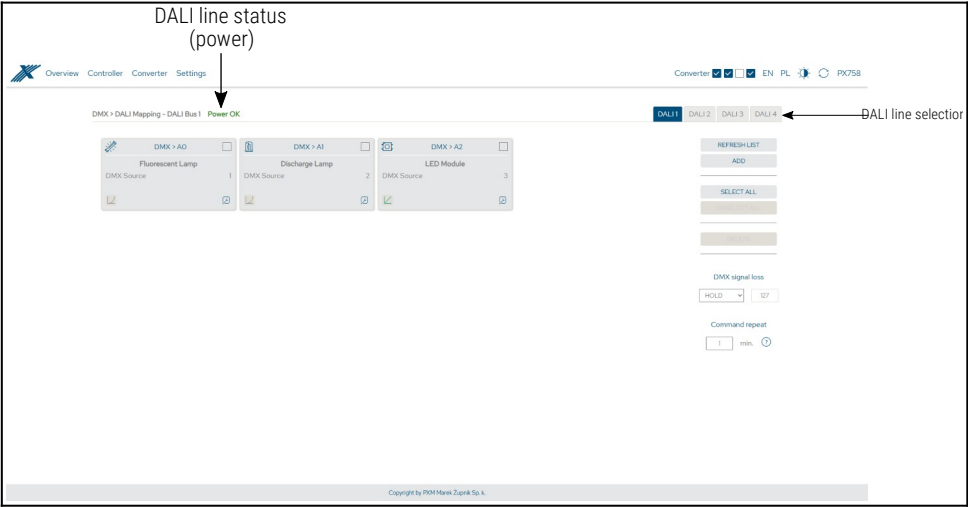 DALI line status
(power)
Overview Controller Converter Settings
Converter EN PL PX758
DMX > DALI Mapping - DALI Bus 1 Power OK
DALI 1 DALI 2 DALI 3 DALI 4
DALI line selection
DMX > A0
Fluorescent Lamp
DMX Source 1
DMX > A1
Discharge Lamp
DMX Source 2
DMX > A2
LED Module
DMX Source 3
REFRESH LIST
ADD
SELECT ALL
DMX signal loss
HOLD 127
Command repeat
1 min. ?
Copyright by PXM Marek Żupnik Sp. k.